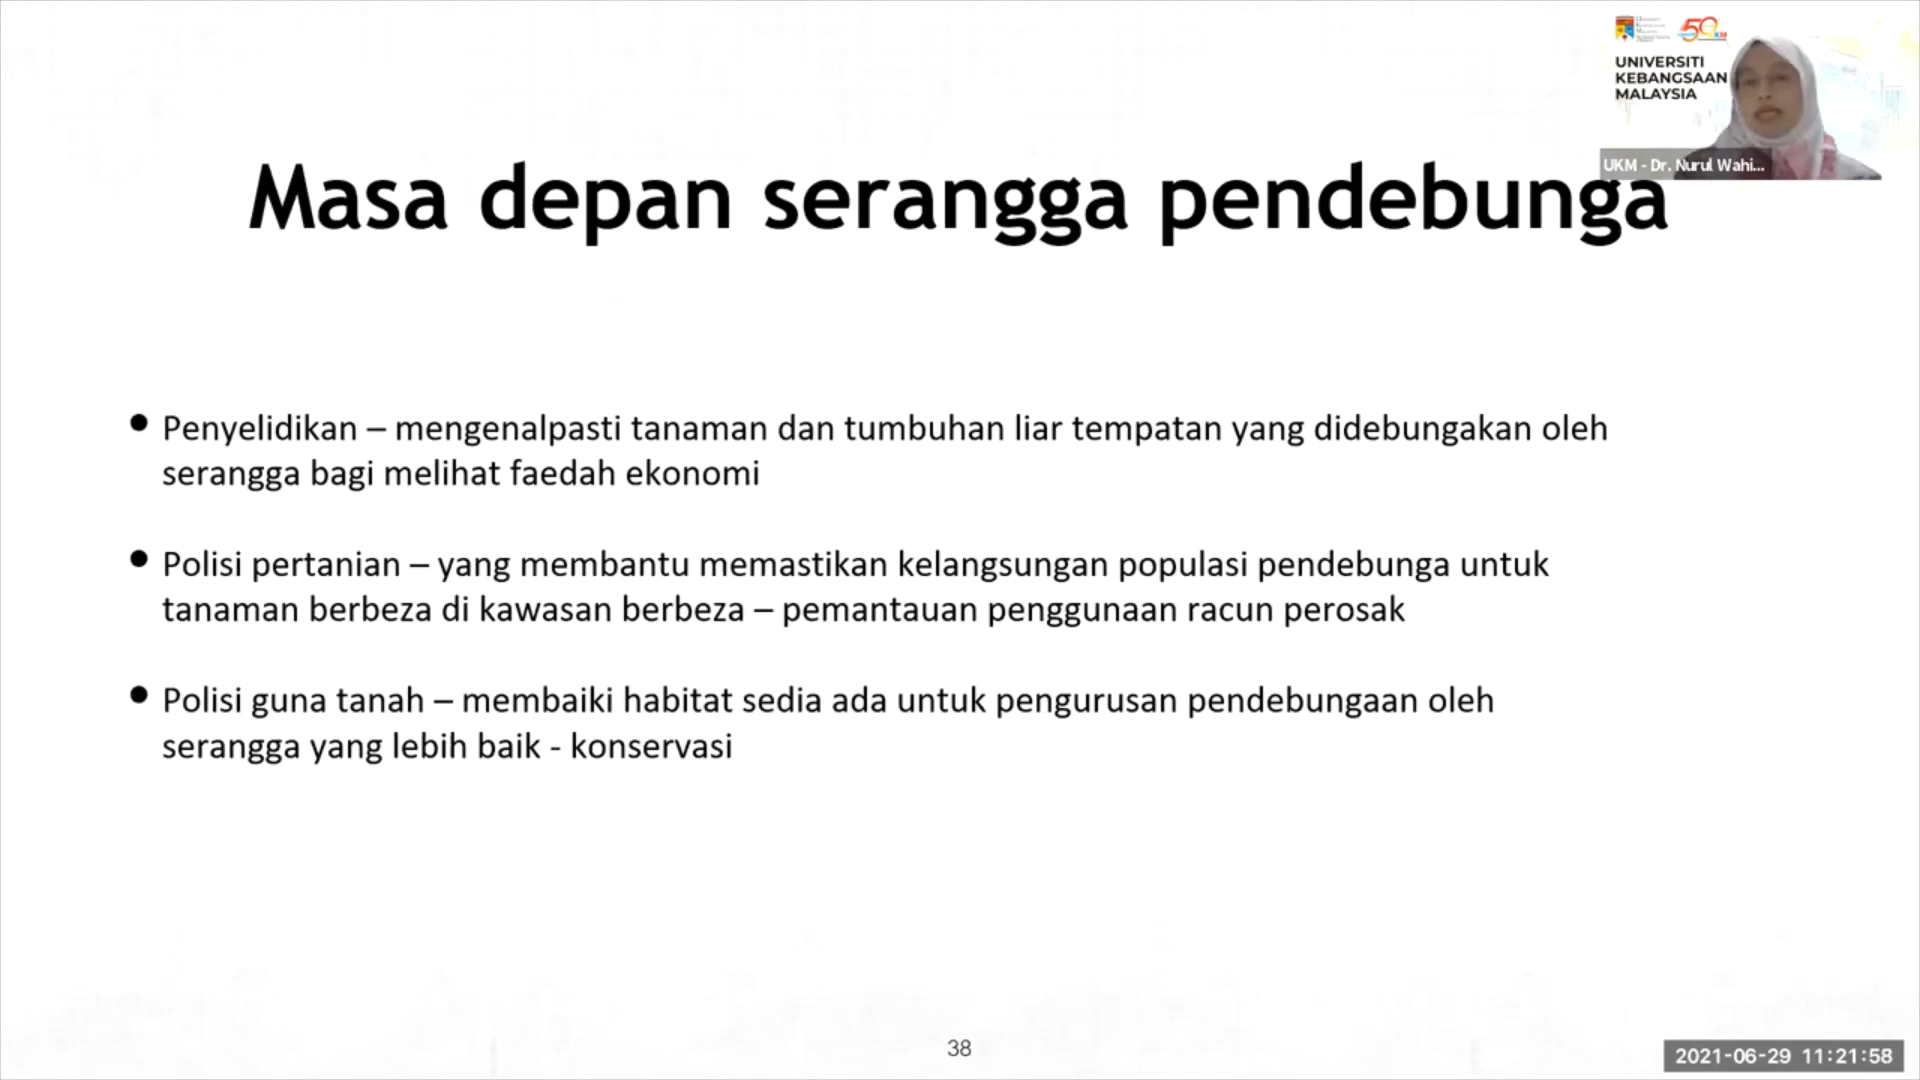 UNIVERSITI
KEBANGSAAN
MALAYSIA
UKM - Dr. Nurul Wahi...
Masa depan serangga pendebunga
• Penyelidikan – mengenalpasti tanaman dan tumbuhan liar tempatan yang didebungakan oleh
serangga bagi melihat faedah ekonomi
• Polisi pertanian – yang membantu memastikan kelangsungan populasi pendebunga untuk
tanaman berbeza di kawasan berbeza – pemantauan penggunaan racun perosak
• Polisi guna tanah – membaiki habitat sedia ada untuk pengurusan pendebungaan oleh
serangga yang lebih baik - konservasi
38
2021-06-29 11:21:58